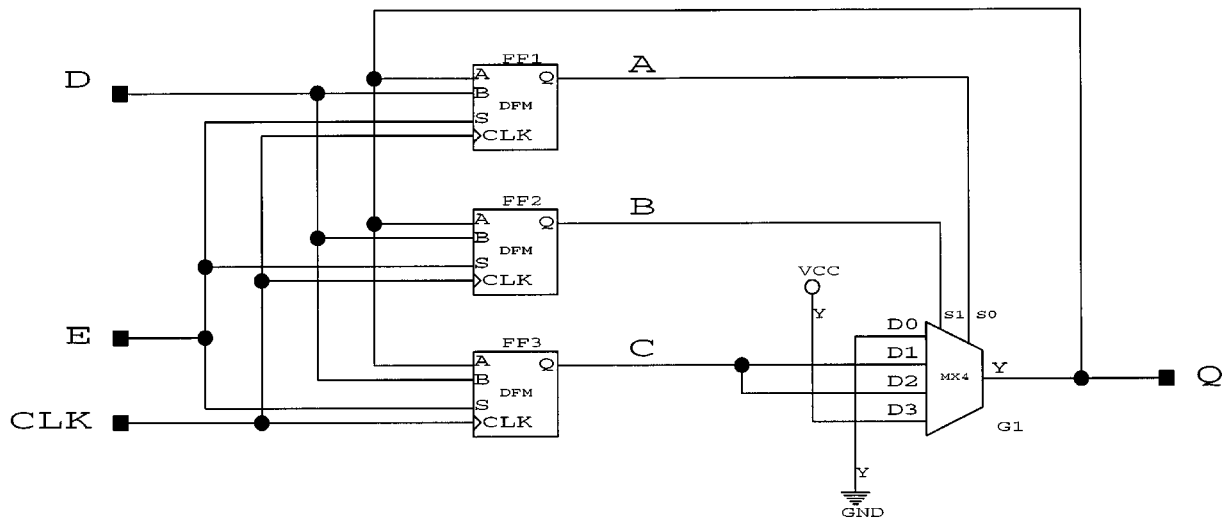 D
E
CLK
FF1
A
Q
B
DFM
S
CLK
A
FF2
A
Q
B
DFM
S
CLK
B
FF3
A
Q
B
DFM
S
CLK
C
VCC
Y
S1
S0
D0
D1
D2
D3
MX4
Y
G1
Y
GND
Q